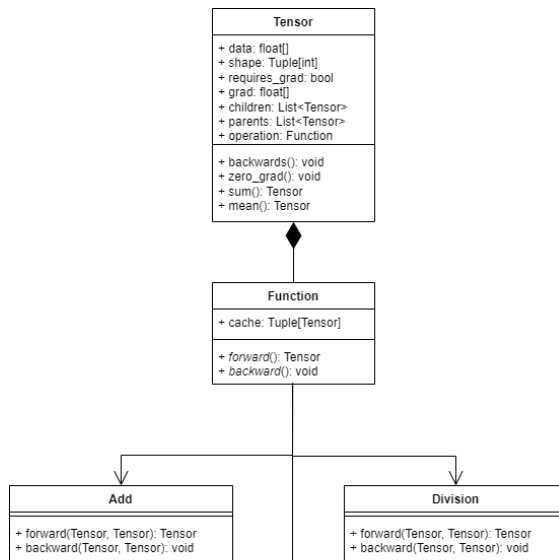 Tensor
+ data: float[]
+ shape: Tuple[int]
+ requires_grad: bool
+ grad: float[]
+ children: List<Tensor>
+ parents: List<Tensor>
+ operation: Function
+ backwards(): void
+ zero_grad(): void
+ sum(): Tensor
+ mean(): Tensor
Function
+ cache: Tuple[Tensor]
+ forward(): Tensor
+ backward(): void
Add
+ forward(Tensor, Tensor): Tensor
+ backward(Tensor, Tensor): void
Division
+ forward(Tensor, Tensor): Tensor
+ backward(Tensor, Tensor): void